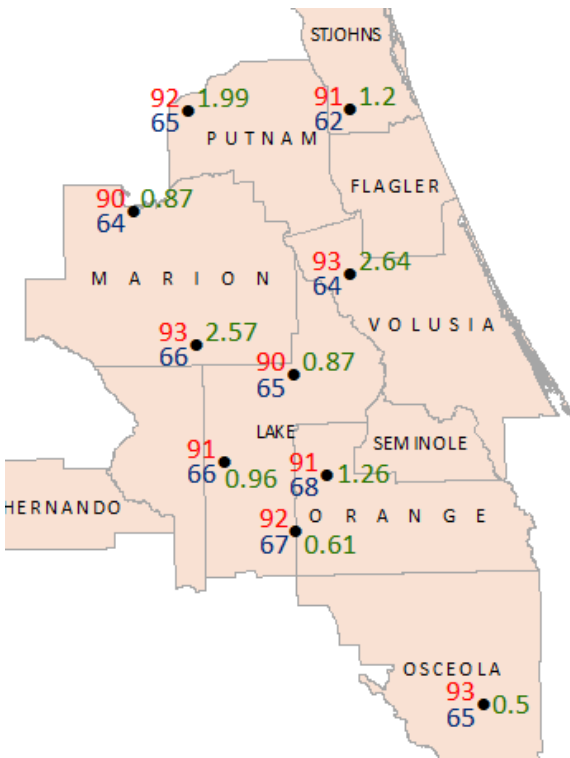 STJOHNS
92 1.99
65
91 1.2
62
PUTNAM
FLAGLER
90 0.87
64
93 2.64
64
MARION
VOLUSIA
93 2.57
66
90 0.87
65
LAKE
SEMINOLE
91
66 0.96
91
68 1.26
HERNANDO
92
67 0.61
ORANGE
OSCEOLA
93
65 0.5